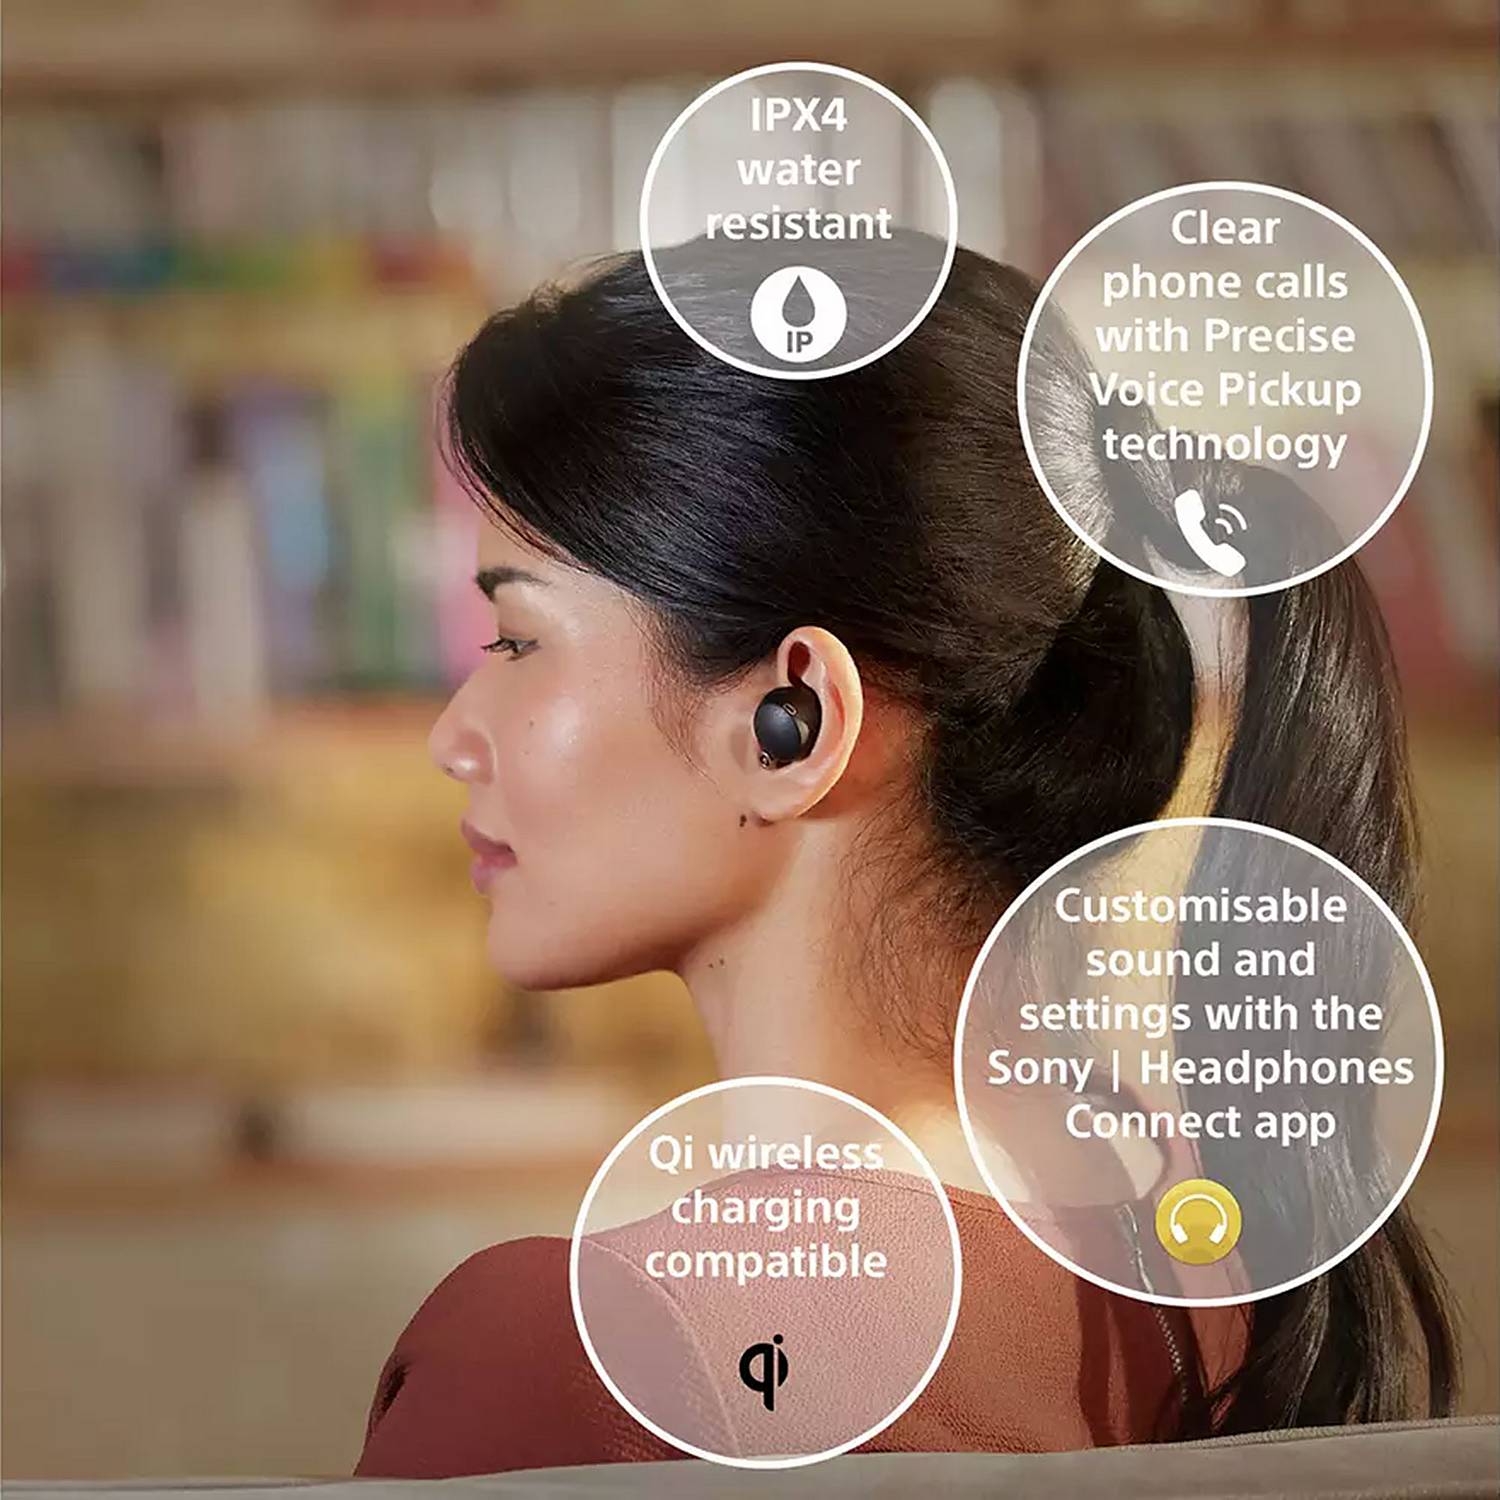 IPX4
water
resistant
IP
Clear
phone calls
with Precise
Voice Pickup
technology
Customisable
sound and
settings with the
Sony | Headphones
Connect app
Qi wireless
charging
compatible
qi